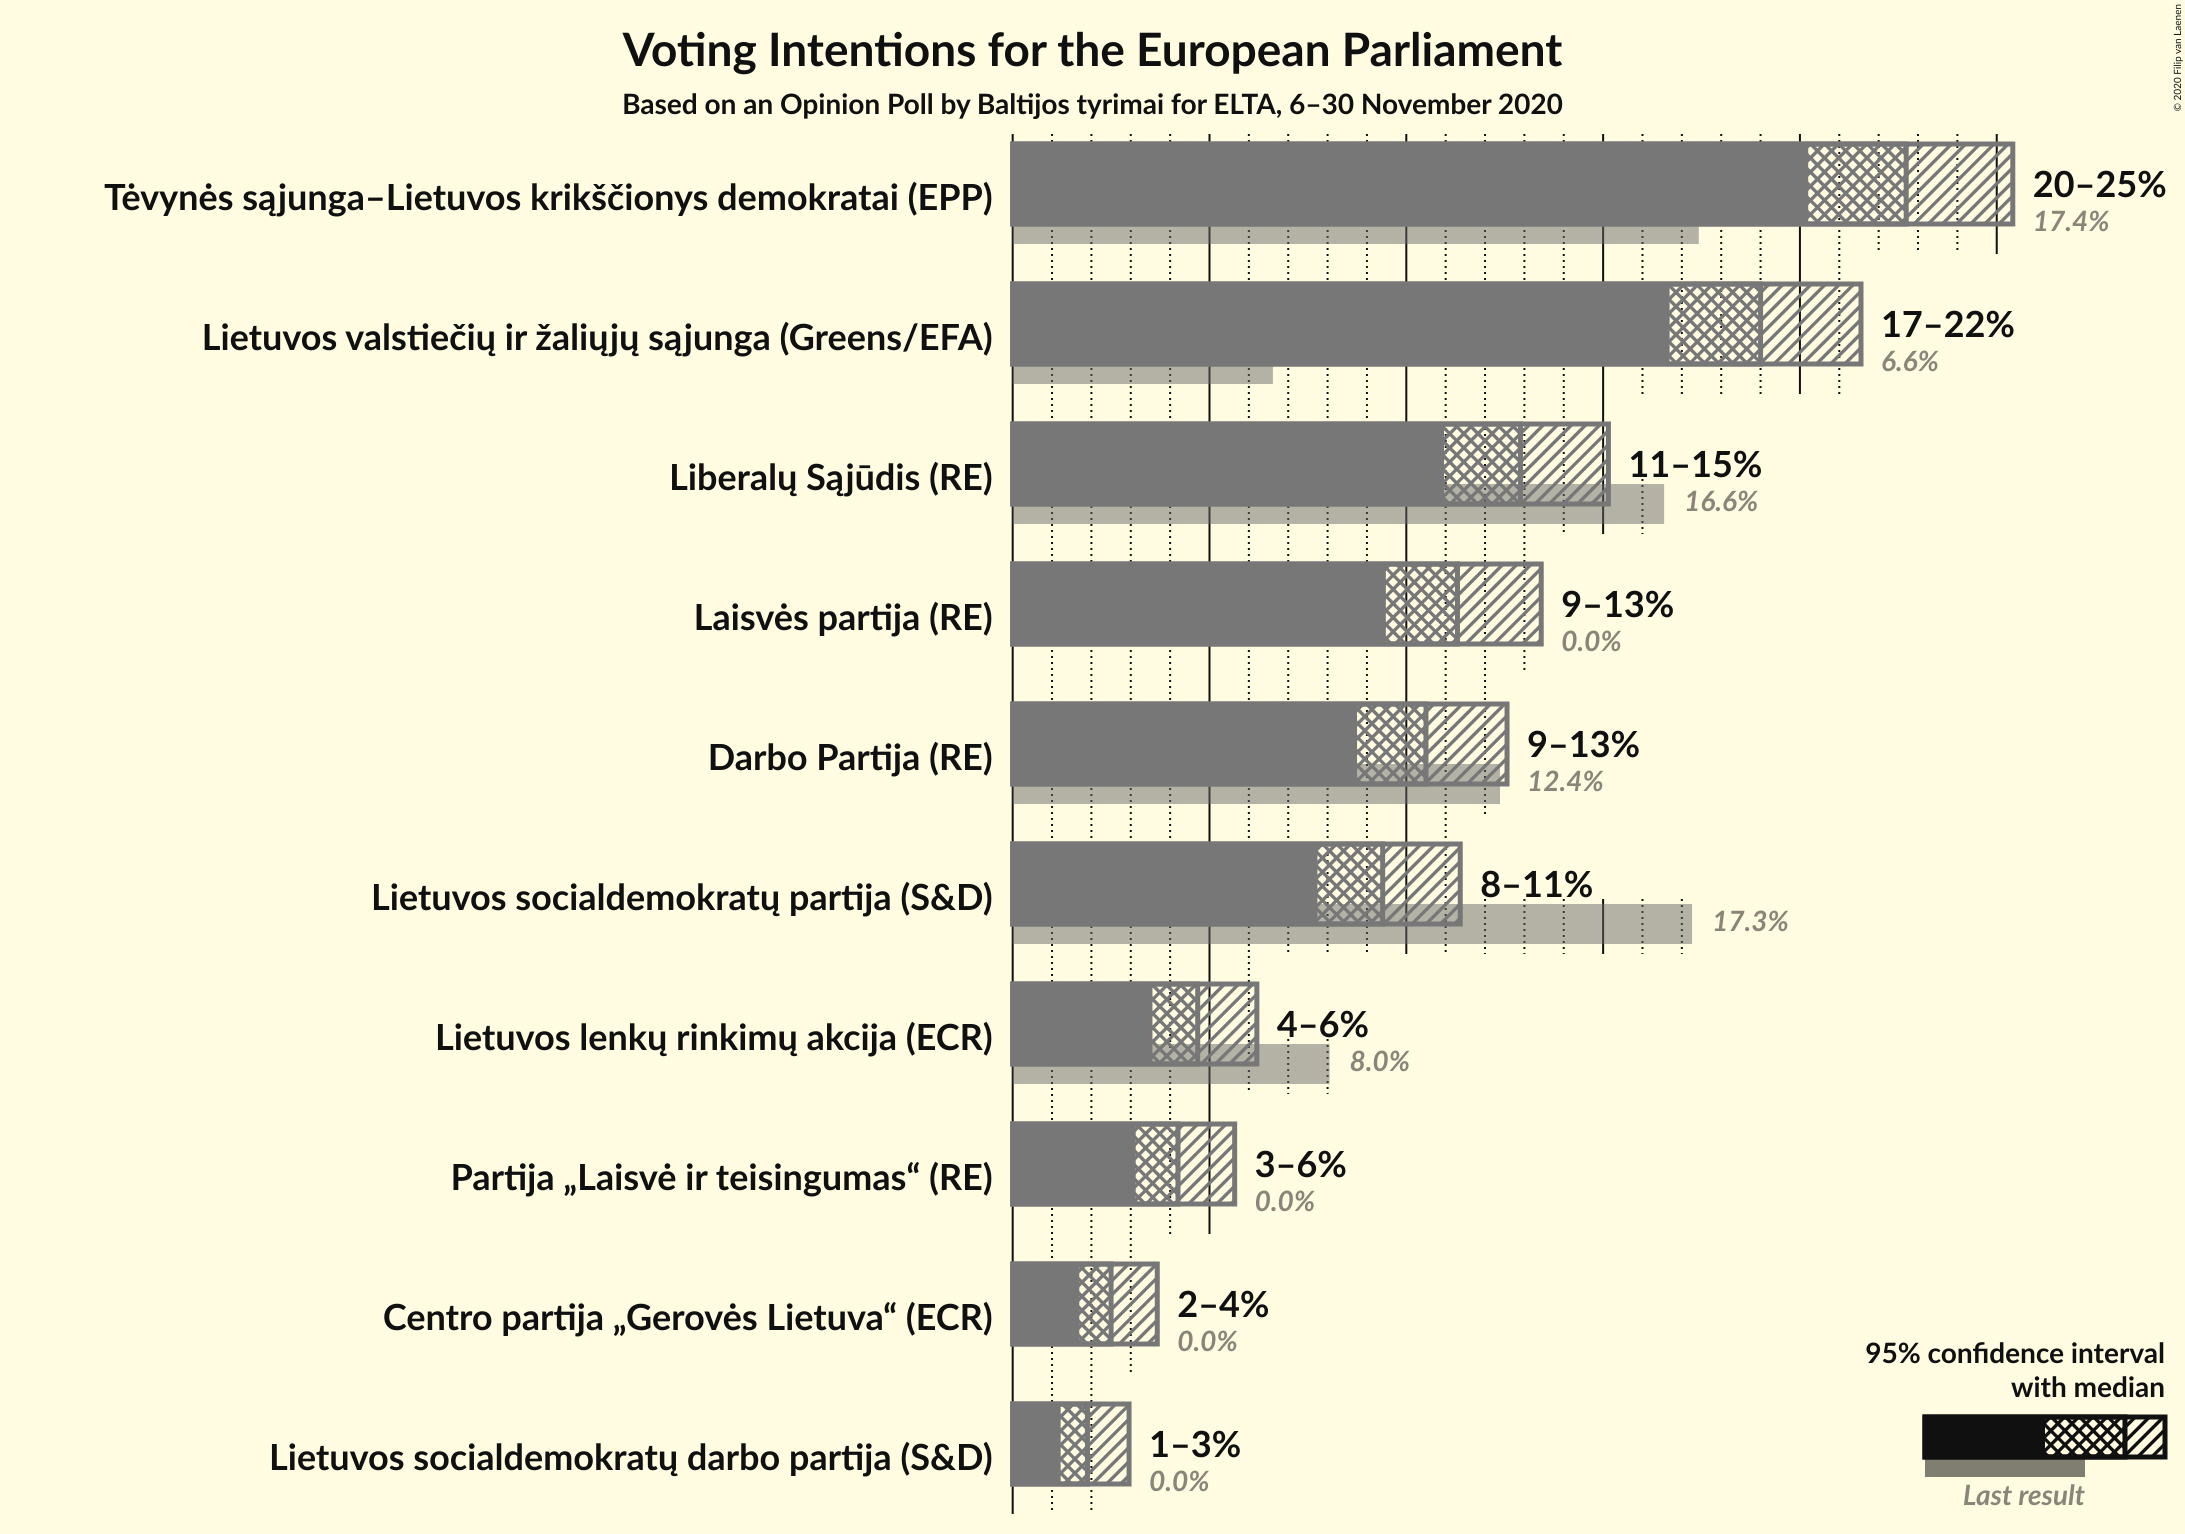 Voting Intentions for the European Parliament
Based on an Opinion Poll by Baltijos tyrimai for ELTA, 6–30 November 2020
© 2020 Filip van Laenen
Tėvynės sąjunga–Lietuvos krikščionys demokratai (EPP)
20–25%
17.4%
Lietuvos valstiečių ir žaliųjų sąjunga (Greens/EFA)
17–22%
6.6%
Liberalų Sąjūdis (RE)
11–15%
16.6%
Laisvės partija (RE)
9–13%
0.0%
Darbo Partija (RE)
9–13%
12.4%
Lietuvos socialdemokratų partija (S&D)
8–11%
17.3%
Lietuvos lenkų rinkimų akcija (ECR)
4–6%
8.0%
Partija „Laisvė ir teisingumas“ (RE)
3–6%
0.0%
Centro partija „Gerovės Lietuva“ (ECR)
2–4%
0.0%
Lietuvos socialdemokratų darbo partija (S&D)
1–3%
0.0%
95% confidence interval
with median
Last result